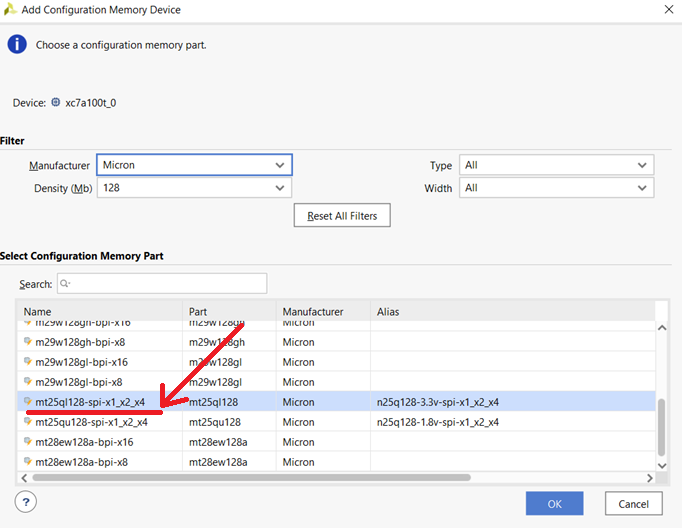 Add Configuration Memory Device
Choose a configuration memory part.
Device: xc7a100t_0
Filter
Manufacturer Micron Type All
Density (Mb) 128 Width All
Reset All Filters
Select Configuration Memory Part
Search:
Name Part Manufacturer Alias
m29w128gh-bpi-x16 m29w128gh Micron
m29w128gh-bpi-x8 m29w128gh Micron
m29w128gl-bpi-x16 m29w128gl Micron
m29w128gl-bpi-x8 m29w128gl Micron
mt25ql128-spi-x1_x2_x4 mt25ql128 Micron n25q128-3.3v-spi-x1_x2_x4
mt25qu128-spi-x1_x2_x4 mt25qu128 Micron n25q128-1.8v-spi-x1_x2_x4
mt28ew128a-bpi-x16 mt28ew128a Micron
mt28ew128a-bpi-x8 mt28ew128a Micron
? OK Cancel